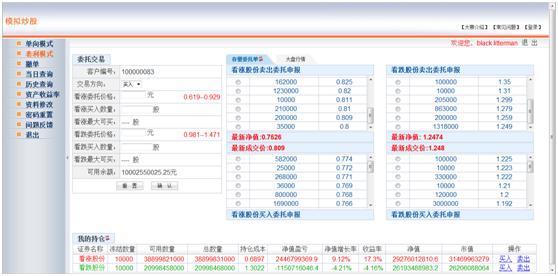 模拟炒股
【大赛介绍】【常见问题】【登录】
欢迎您, black litterman 退 出
单向模式
套利模式
撤单
当日查询
历史查询
资产收益率
资料修改
密码重置
问题反馈
退出
委托交易
客户编号: 100000083
交易方向: 买入
看涨委托价格: 元 0.619--0.929
看涨买入数量: 股
看涨最大可买: ---- 股
看跌委托价格: 元 0.981--1.471
看跌买入数量: 股
看跌最大可买: ---- 股
可用余额: 10002550025.25元
重 置 确 认
存管委托单 大盘行情
看涨股份卖出委托申报
162000 0.825
1230000 0.82
10000 0.811
210000 0.81
200000 0.809
35000 0.8
最新净值:0.7626
最新成交价:0.809
582000 0.774
25000 0.772
268000 0.771
36000 0.769
800000 0.768
1690000 0.766
看涨股份买入委托申报
看跌股份卖出委托申报
100000 1.35
10000 1.31
205000 1.299
863000 1.279
200000 1.259
1318000 1.249
最新净值: 1.2474
最新成交价:1.248
100000 1.225
10000 1.223
330000 1.222
10000 1.21
120000 1.2
3000000 1.192
看跌股份买入委托申报
我的持仓
证券名称 冻结数量 可用数量 总数量 持仓成本 净值盈亏 净值增长率 收益率 净值 市值 操作
看涨股份 10000 38899821000 38899831000 0.6897 2446799369.9 9.12% 17.3% 29276012810.6 31469963279 买入 卖出
看跌股份 10000 20998458000 20998468000 1.3022 -1150716046.4 -4.21% -4.16% 26193488983.2 26206088064 买入 卖出